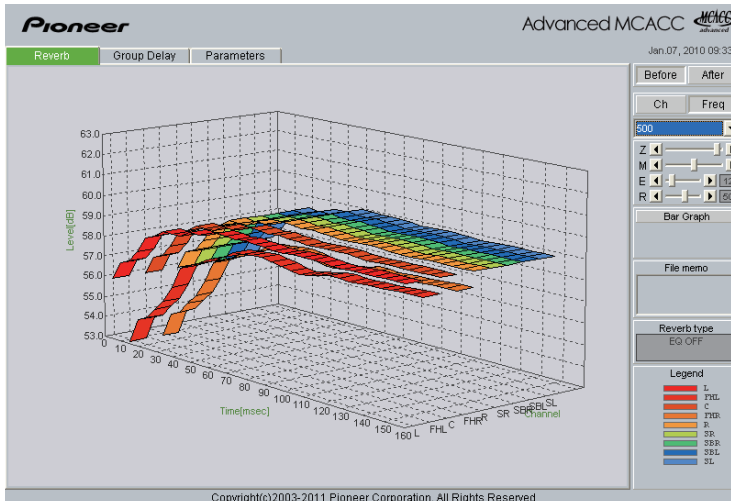 Pioneer
Advanced MCACC MCACC
advanced
Jan.07, 2010 09:33
Reverb Group Delay Parameters
Before After
Ch Freq
500
Z
M
E
R
Bar Graph
File memo
Reverb type
EQ OFF
Legend
L
FHL
C
FHR
R
SR
SBR
SBL
SL
63.0
62.0
61.0
60.0
59.0
58.0
57.0
56.0
55.0
54.0
53.0
Level[dB]
0 10 20 30 40 50 60 70 80 90 100 110 120 130 140 150 160
Time[msec]
L FHL C FHR R SR SBR SBL SL
Channel
Copyright(c)2003-2011 Pioneer Corporation. All Rights Reserved